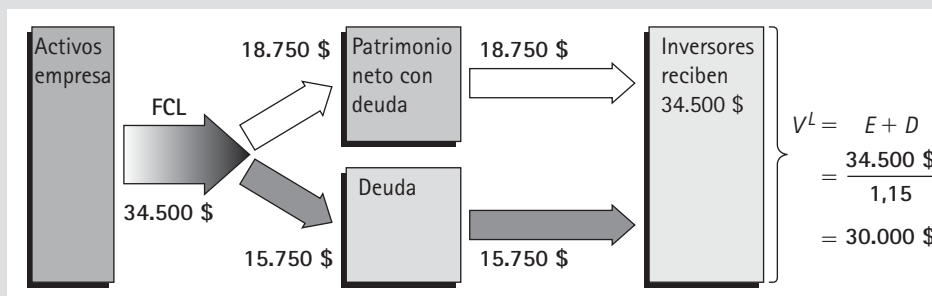 Activos
empresa
FCL
34.500 $
18.750 $
15.750 $
Patrimonio
neto con
deuda
Deuda
18.750 $
15.750 $
Inversores
reciben
34.500 $
V^L = E + D
= 34.500 $
1,15
= 30.000 $